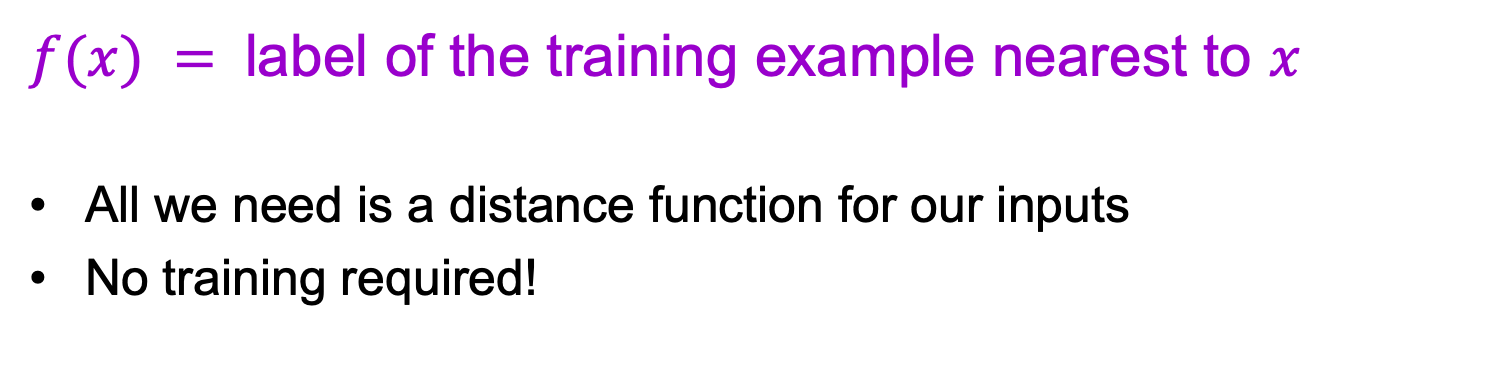 f(x) = label of the training example nearest to x
• All we need is a distance function for our inputs
• No training required!